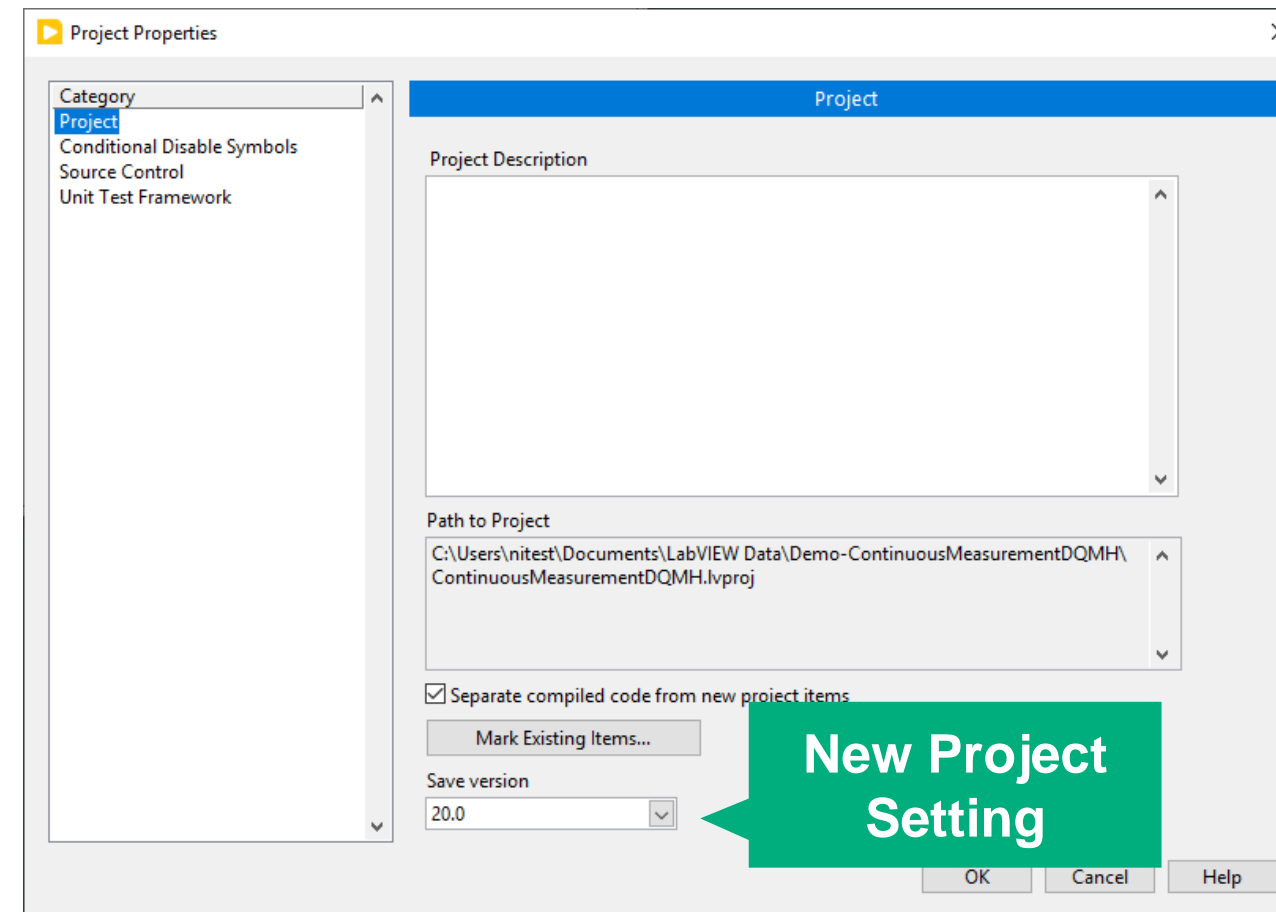 Project Properties
Category
Project
Conditional Disable Symbols
Source Control
Unit Test Framework
Project
Project Description
Path to Project
C:\Users\nitest\Documents\LabVIEW Data\Demo-ContinuousMeasurementDQMH\
ContinuousMeasurementDQMH.lvproj
Separate compiled code from new project items
Mark Existing Items...
Save version
20.0
New Project
Setting
OK
Cancel
Help